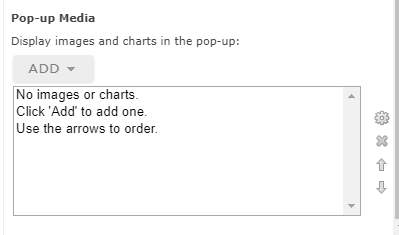 Pop-up Media
Display images and charts in the pop-up:
ADD
No images or charts.
Click 'Add' to add one.
Use the arrows to order.